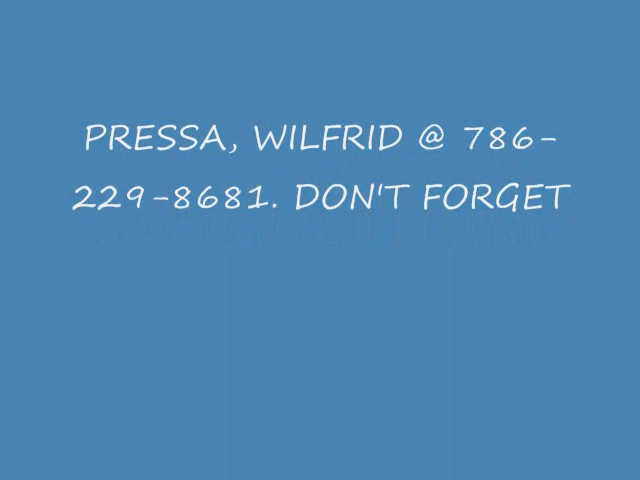 PRESSA, WILFRID @ 786-
229-8681. DON'T FORGET